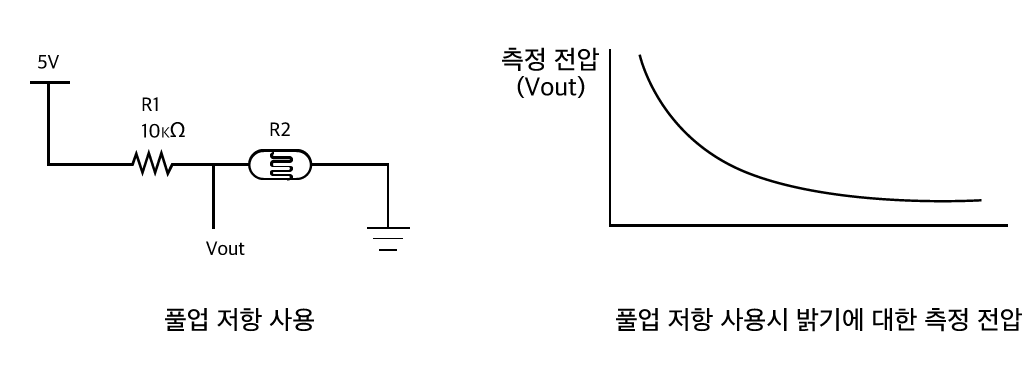 5V
R1
10KΩ
R2
Vout
풀업 저항 사용
측정 전압
(Vout)
풀업 저항 사용시 밝기에 대한 측정 전압